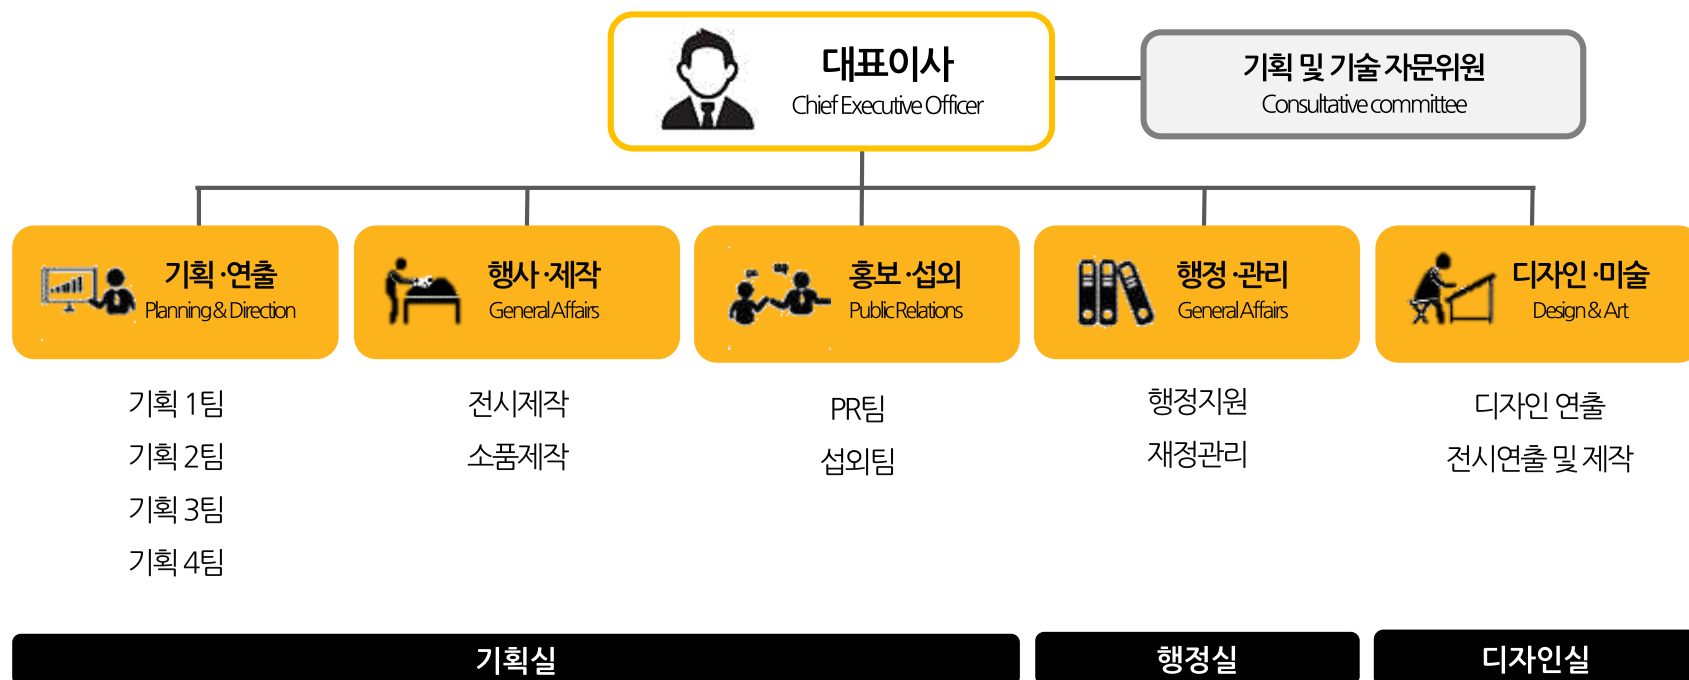 대표이사
Chief Executive Officer
기획 및 기술 자문위원
Consultative committee
기획 ·연출
Planning & Direction
기획 1팀
기획 2팀
기획 3팀
기획 4팀
행사 ·제작
General Affairs
전시제작
소품제작
홍보 ·섭외
Public Relations
PR팀
섭외팀
행정 ·관리
General Affairs
행정지원
재정관리
디자인 ·미술
Design & Art
디자인 연출
전시연출 및 제작
기획실
행정실
디자인실